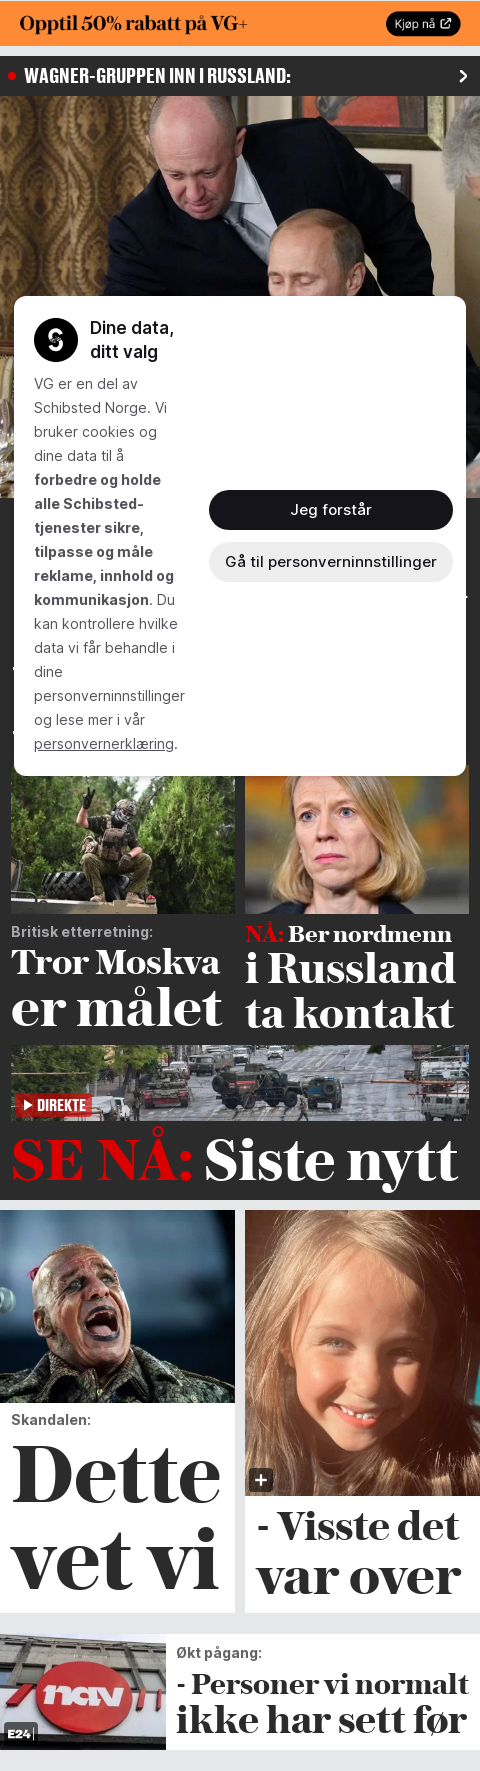 Opptil 50% rabatt på VG+
Kjøp nå
WAGNER-GRUPPEN INN I RUSSLAND:
Dine data,
ditt valg
VG er en del av
Schibsted Norge. Vi
bruker cookies og
dine data til å
forbedre og holde
alle Schibsted-
tjenester sikre,
tilpasse og måle
reklame, innhold og
kommunikasjon. Du
kan kontrollere hvilke
data vi får behandle i
dine
personverninnstillinger
og lese mer i vår
personvernerklæring.
Jeg forstår
Gå til personverninnstillinger
Britisk etterretning:
Tror Moskva
er målet
NÅ: Ber nordmenn
i Russland
ta kontakt
DIREKTE
SE NÅ: Siste nytt
Skandalen:
Dette
vet vi
- Visste det
var over
nav
E24
Økt pågang:
- Personer vi normalt
ikke har sett før